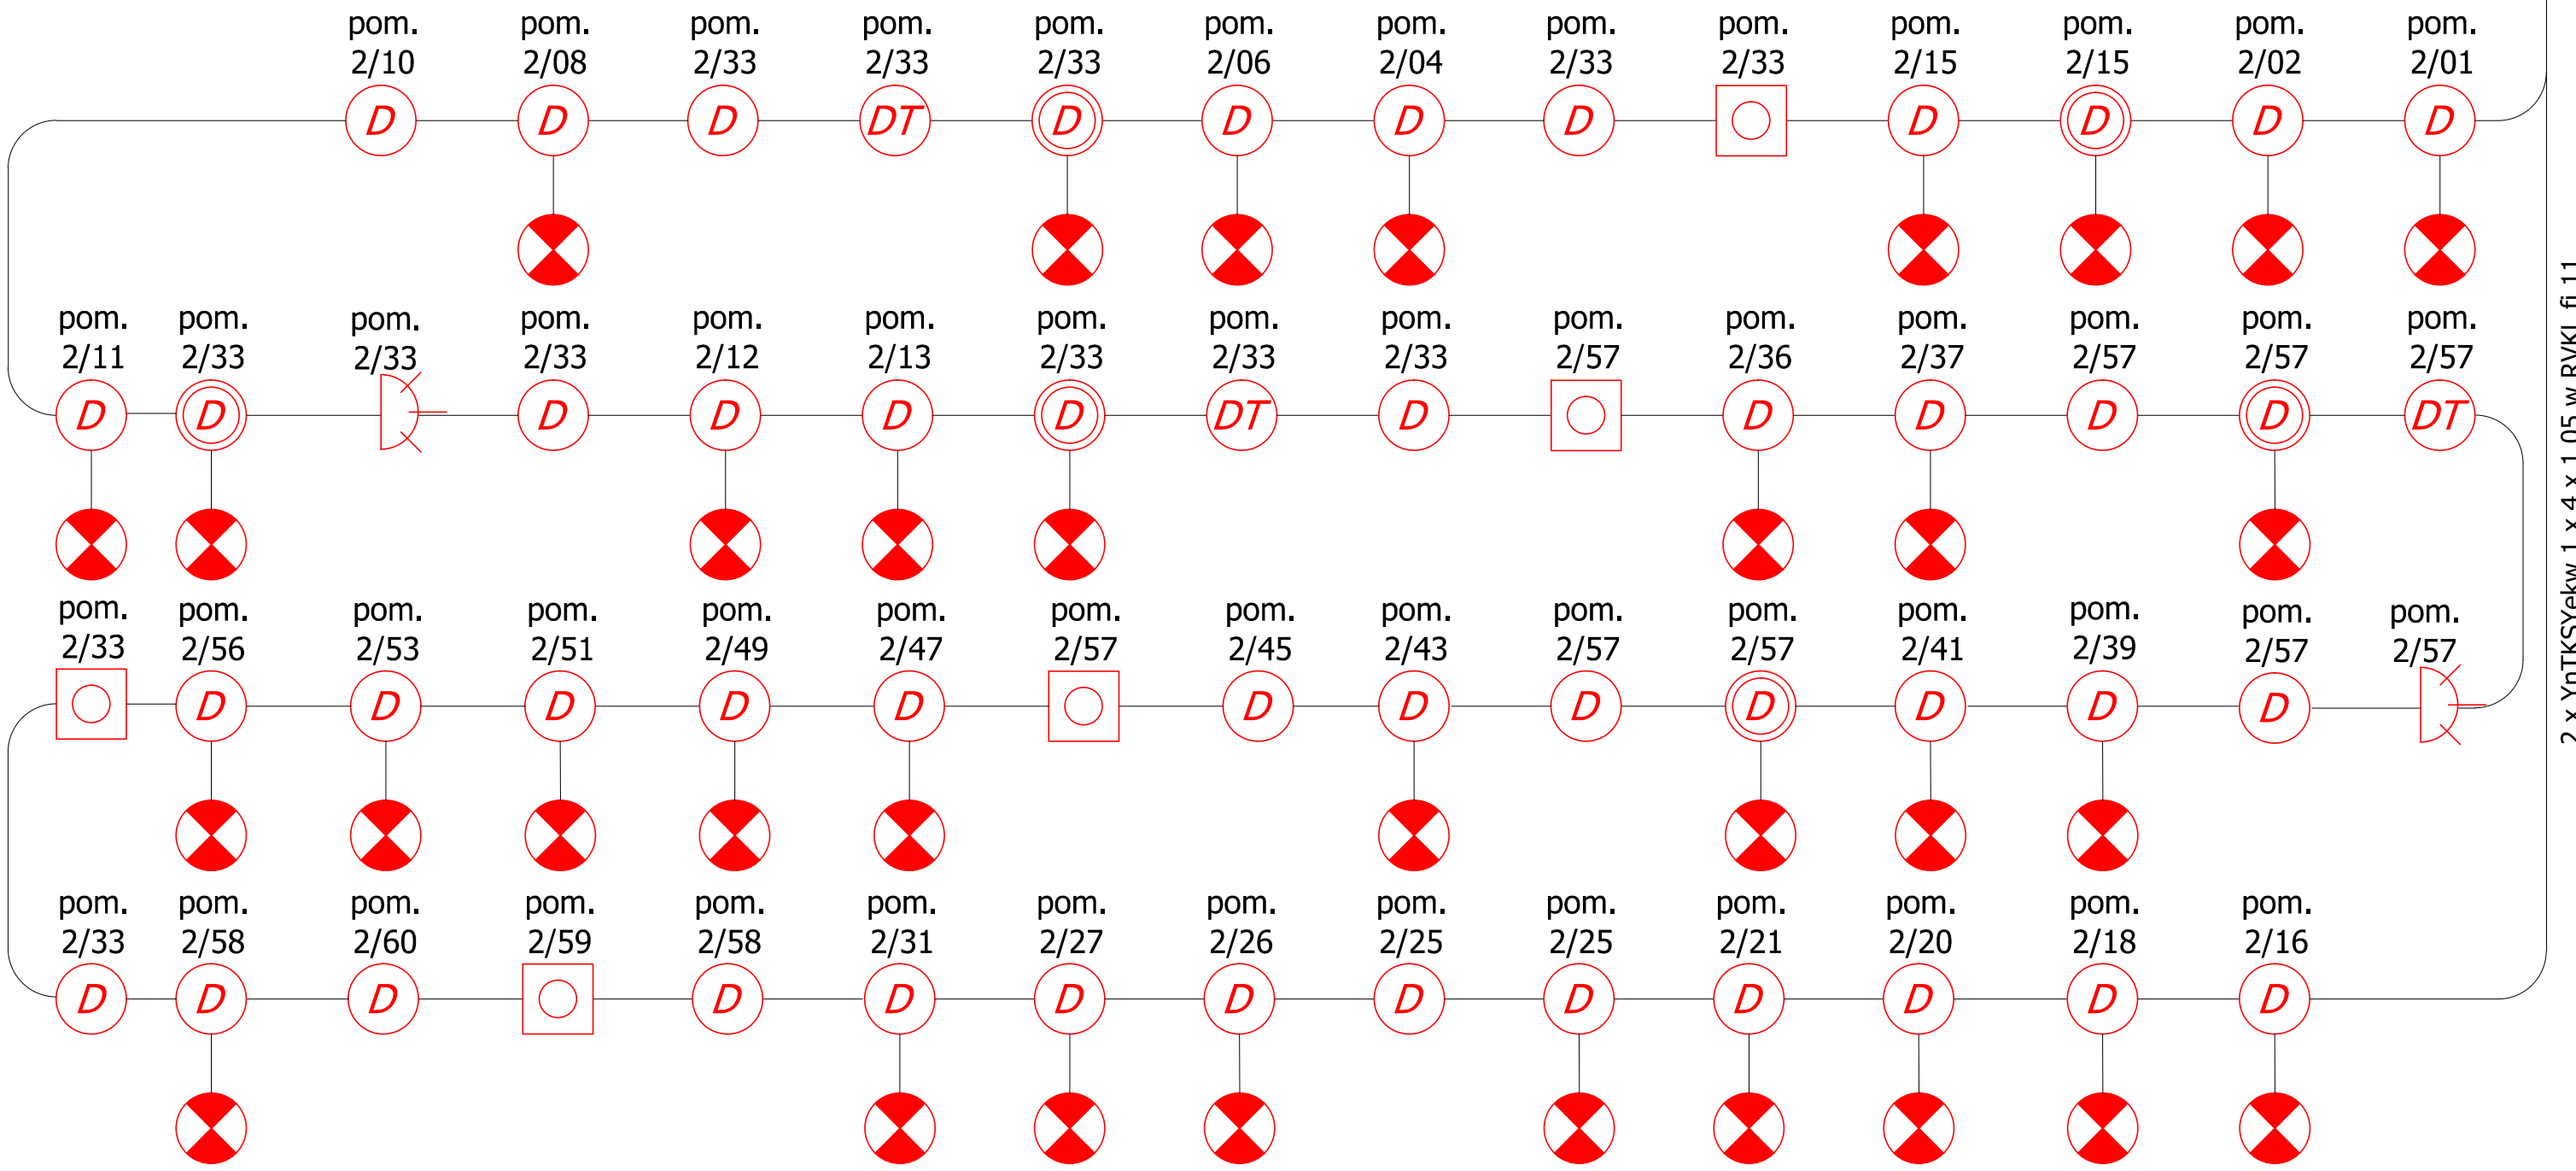 pom. pom. pom. pom. pom. pom. pom. pom. pom. pom. pom. pom. pom.
2/10 2/08 2/33 2/33 2/33 2/06 2/04 2/33 2/33 2/15 2/15 2/02 2/01
D D D DT D D D D D D D D
pom. pom. pom. pom. pom. pom. pom. pom. pom. pom. pom. pom. pom. pom. pom.
2/11 2/33 2/33 2/33 2/12 2/13 2/33 2/33 2/33 2/57 2/36 2/37 2/57 2/57 2/57
D D D D D D DT D D D D D DT
pom. pom. pom. pom. pom. pom. pom. pom. pom. pom. pom. pom. pom. pom. pom.
2/33 2/56 2/53 2/51 2/49 2/47 2/57 2/45 2/43 2/57 2/57 2/41 2/39 2/57 2/57
D D D D D D D D D D D D
pom. pom. pom. pom. pom. pom. pom. pom. pom. pom. pom. pom. pom. pom.
2/33 2/58 2/60 2/59 2/58 2/31 2/27 2/26 2/25 2/25 2/21 2/20 2/18 2/16
D D D D D D D D D D D D D
2 x YnTKSYekw 1 x 4 x 1,05 w RVKL fi 11